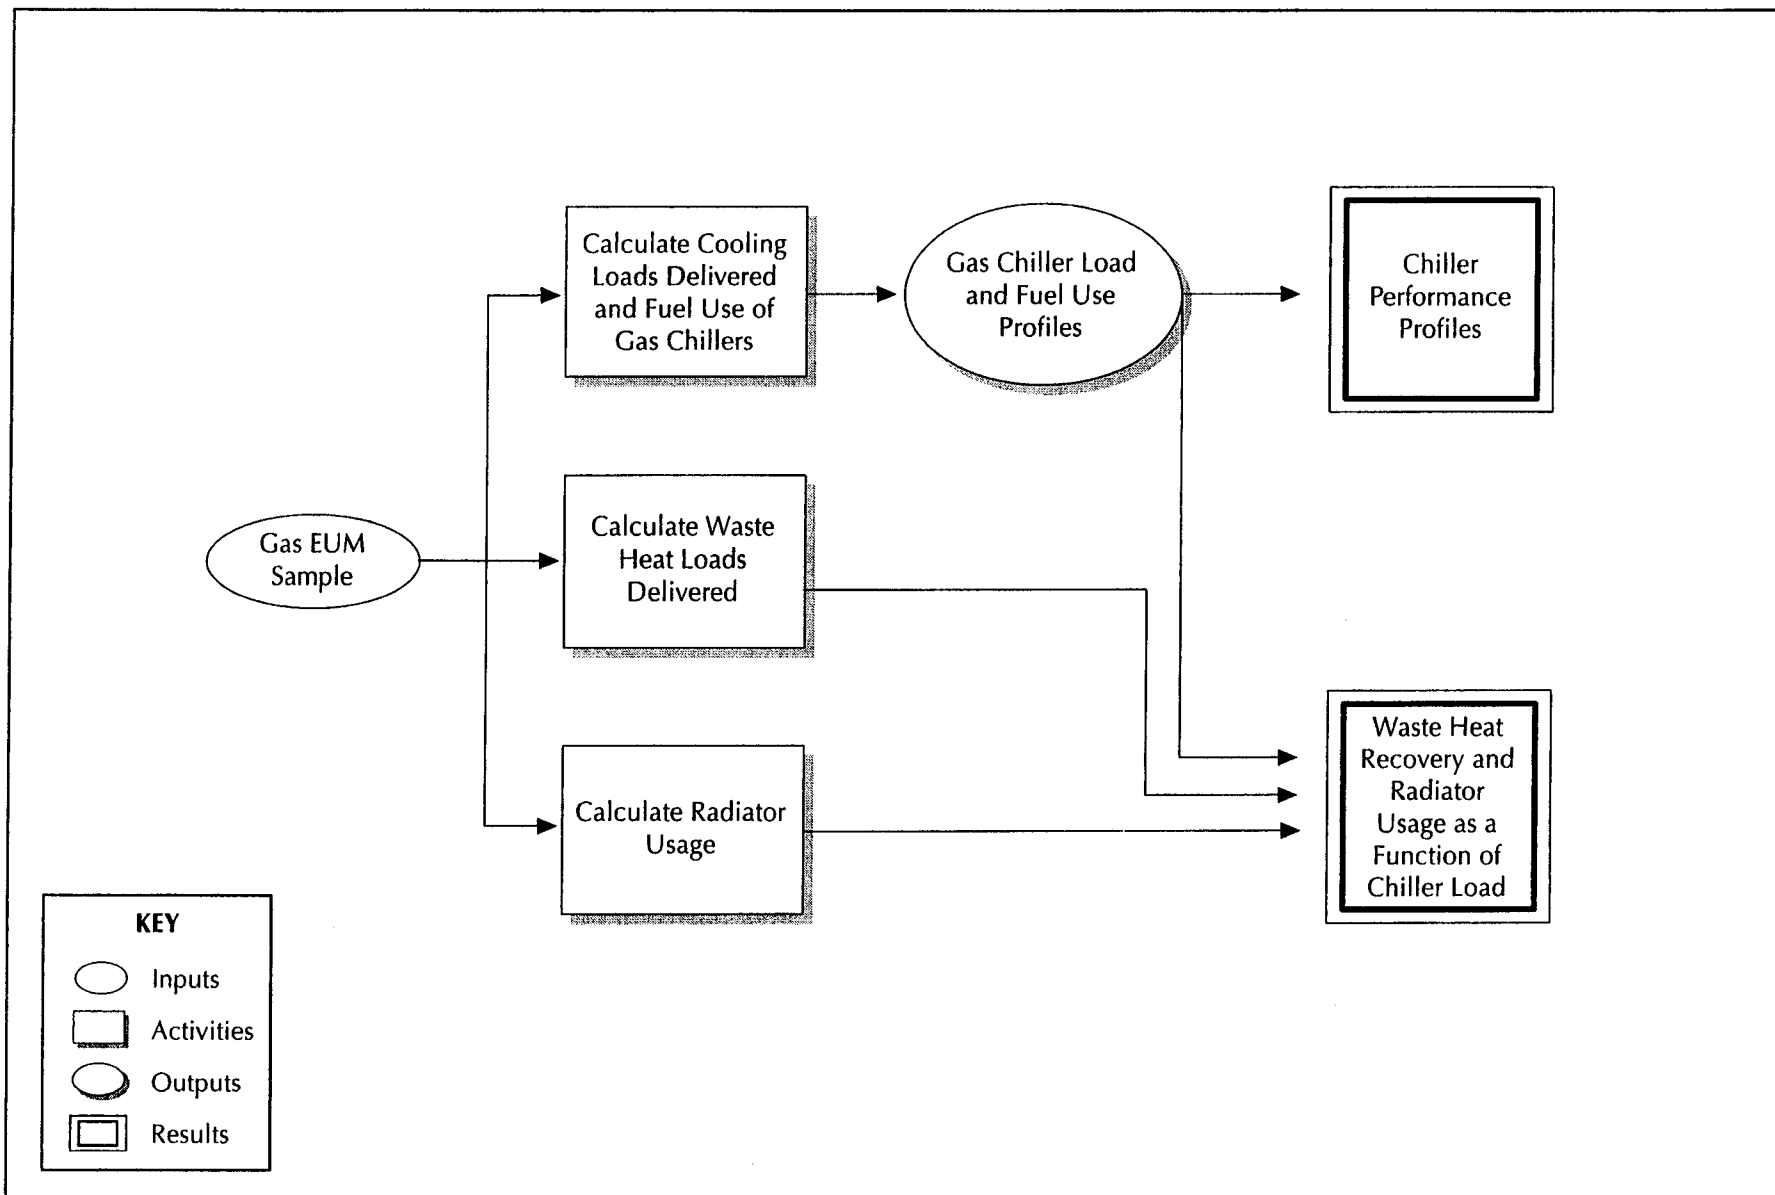 Calculate Cooling
Loads Delivered
and Fuel Use of
Gas Chillers
Gas Chiller Load
and Fuel Use
Profiles
Chiller
Performance
Profiles
Gas EUM
Sample
Calculate Waste
Heat Loads
Delivered
Calculate Radiator
Usage
Waste Heat
Recovery and
Radiator
Usage as a
Function of
Chiller Load
KEY
Inputs
Activities
Outputs
Results